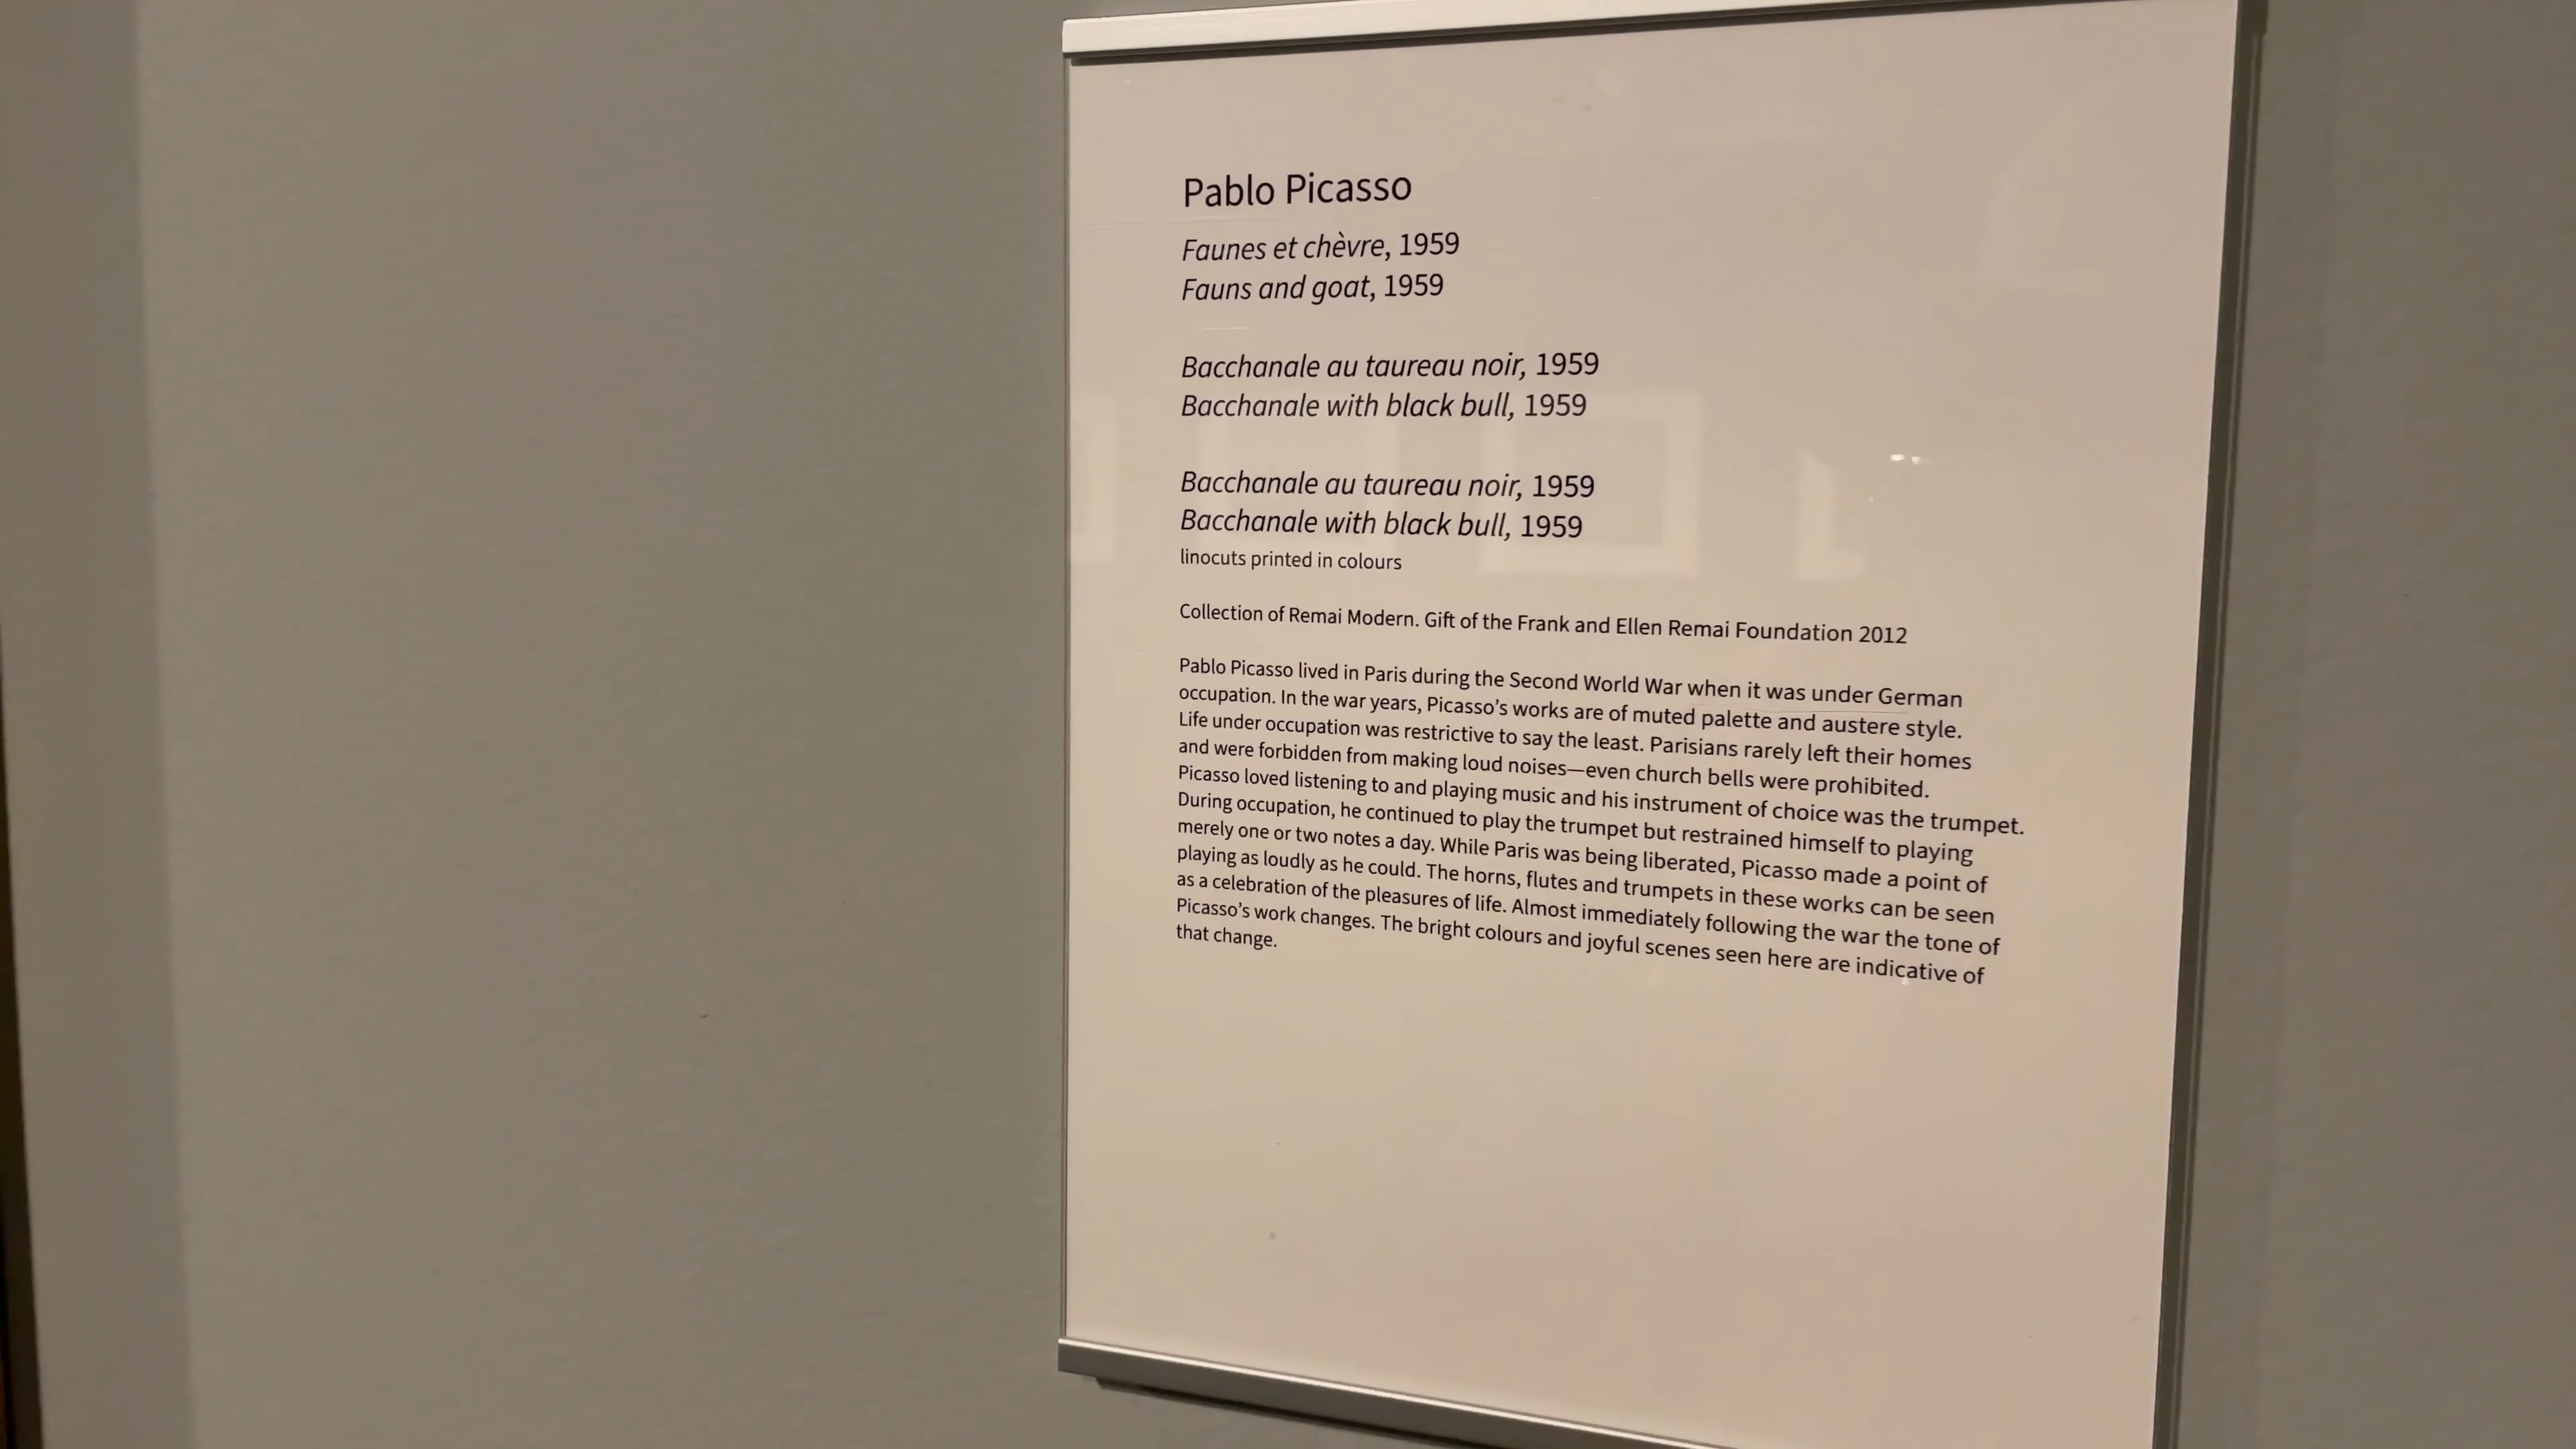 Pablo Picasso
Faunes et chèvre, 1959
Fauns and goat, 1959
Bacchanale au taureau noir, 1959
Bacchanale with black bull, 1959
Bacchanale au taureau noir, 1959
Bacchanale with black bull, 1959
linocuts printed in colours
Collection of Remai Modern. Gift of the Frank and Ellen Remai Foundation 2012
Pablo Picasso lived in Paris during the Second World War when it was under German
occupation. In the war years, Picasso’s works are of muted palette and austere style.
Life under occupation was restrictive to say the least. Parisians rarely left their homes
and were forbidden from making loud noises—even church bells were prohibited.
Picasso loved listening to and playing music and his instrument of choice was the trumpet.
During occupation, he continued to play the trumpet but restrained himself to playing
merely one or two notes a day. While Paris was being liberated, Picasso made a point of
playing as loudly as he could. The horns, flutes and trumpets in these works can be seen
as a celebration of the pleasures of life. Almost immediately following the war the tone of
Picasso’s work changes. The bright colours and joyful scenes seen here are indicative of
that change.